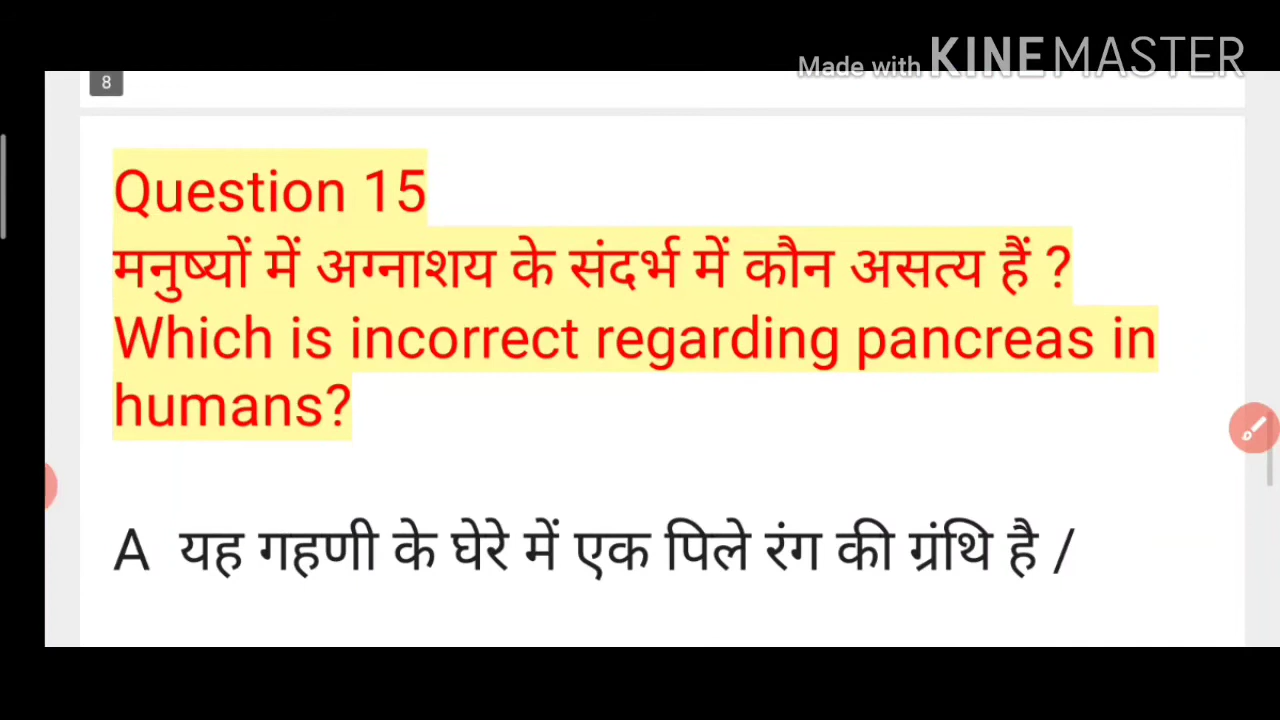 Made with KINEMASTER
8
Question 15
मनुष्यों में अग्नाशय के संदर्भ में कौन असत्य हैं ?
Which is incorrect regarding pancreas in
humans?
A यह गहणी के घेरे में एक पिले रंग की ग्रंथि है /